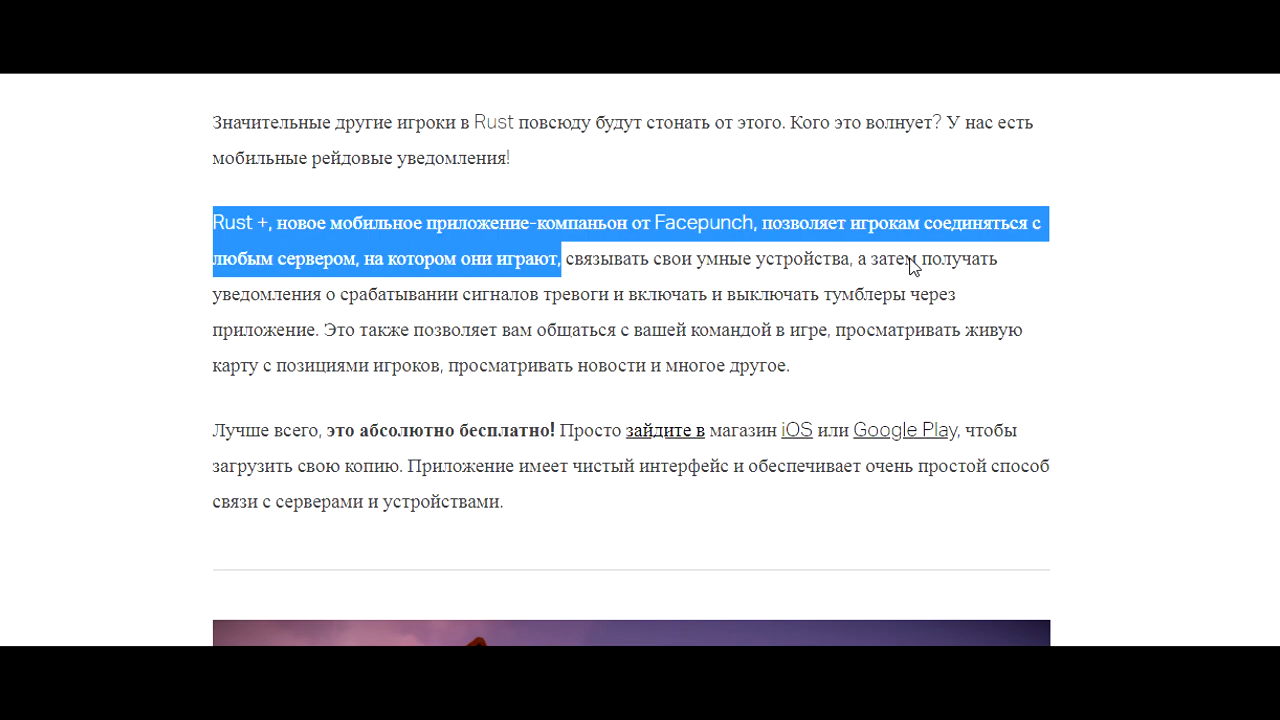 Значительные другие игроки в Rust повсюду будут стонать от этого. Кого это волнует? У нас есть
мобильные рейдовые уведомления!
Rust +, новое мобильное приложение-компаньон от Facepunch, позволяет игрокам соединяться с
любым сервером, на котором они играют, связывать свои умные устройства, а затем получать
уведомления о срабатывании сигналов тревоги и включать и выключать тумблеры через
приложение. Это также позволяет вам общаться с вашей командой в игре, просматривать живую
карту с позициями игроков, просматривать новости и многое другое.
Лучше всего, это абсолютно бесплатно! Просто зайдите в магазин iOS или Google Play, чтобы
загрузить свою копию. Приложение имеет чистый интерфейс и обеспечивает очень простой способ
связи с серверами и устройствами.